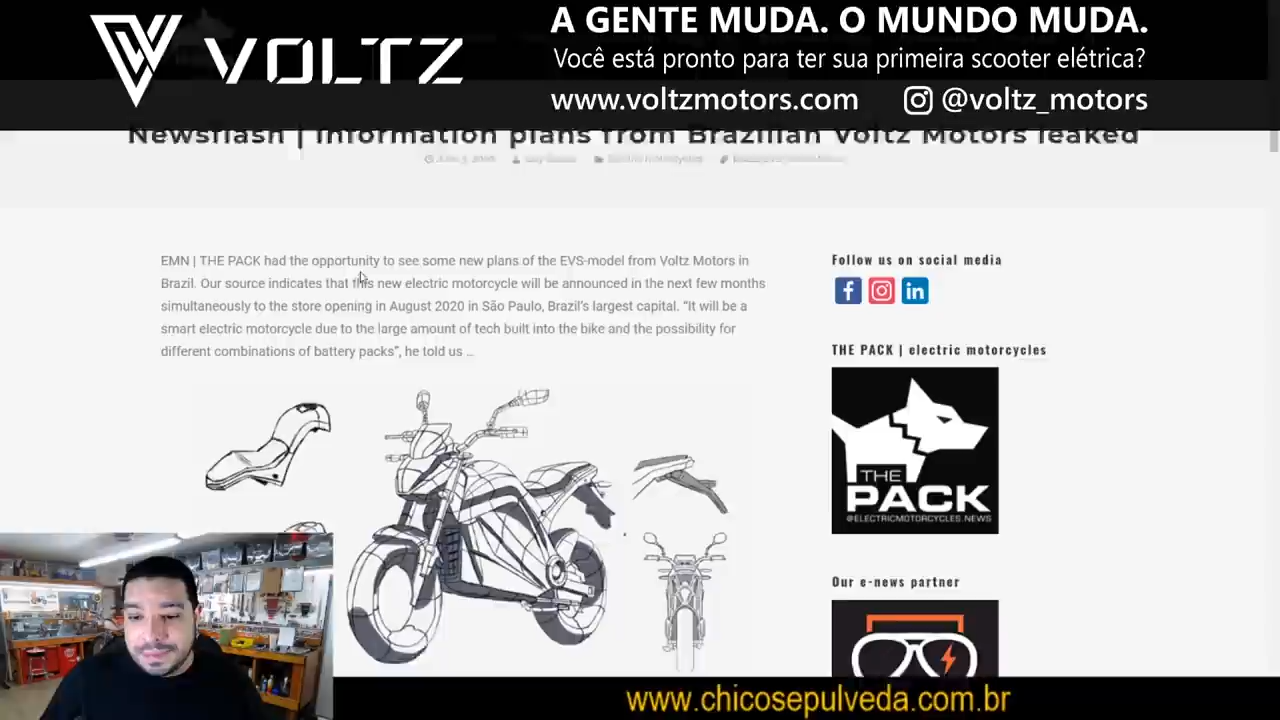 VOLTZ
A GENTE MUDA. O MUNDO MUDA.
Você está pronto para ter sua primeira scooter elétrica?
www.voltzmotors.com @voltz_motors
Newsflash | Information plans from Brazilian Voltz Motors leaked
EMN | THE PACK had the opportunity to see some new plans of the EVS-model from Voltz Motors in
Brazil. Our source indicates that this new electric motorcycle will be announced in the next few months
simultaneously to the store opening in August 2020 in São Paulo, Brazil's largest capital. “It will be a
smart electric motorcycle due to the large amount of tech built into the bike and the possibility for
different combinations of battery packs”, he told us ...
Follow us on social media
THE PACK | electric motorcycles
THE
PACK
@ELECTRICMOTORCYCLES.NEWS
Our e-news partner
www.chicosepulveda.com.br